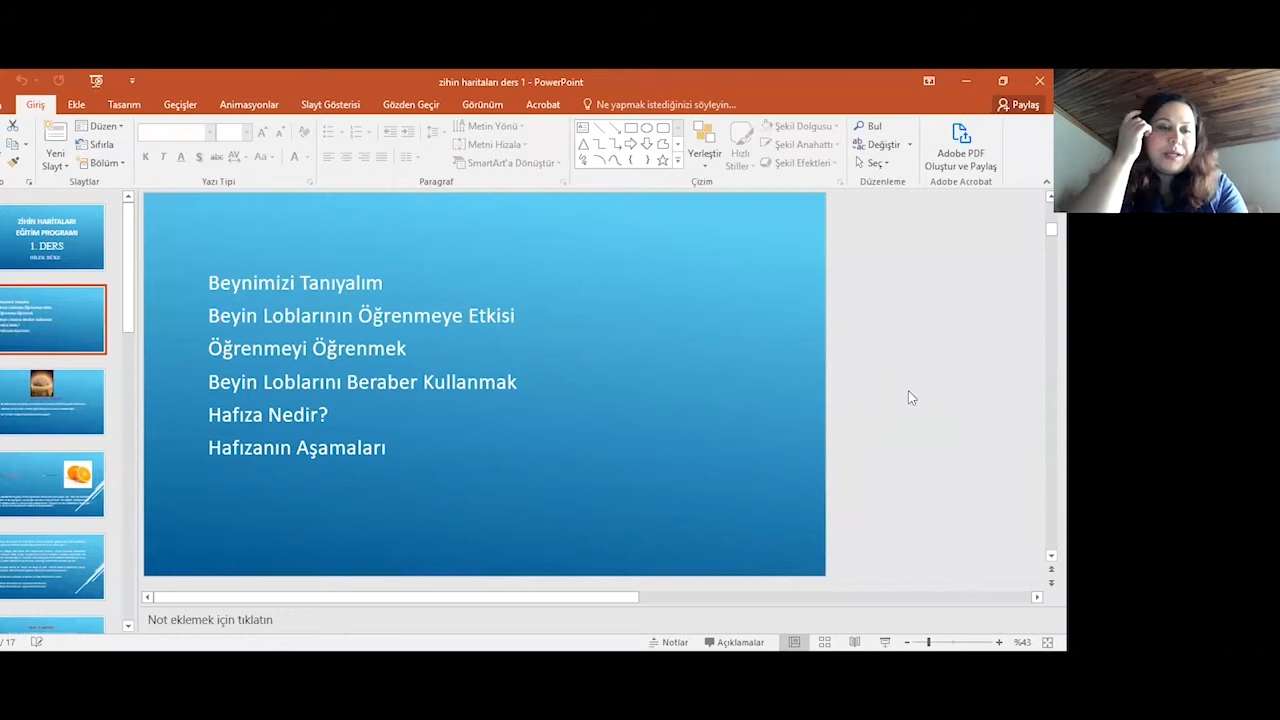 zihin haritaları ders 1 - PowerPoint
Giriş Ekle Tasarım Geçişler Animasyonlar Slayt Gösterisi Gözden Geçir Görünüm Acrobat Ne yapmak istediğinizi söyleyin... Paylaş
Yeni Slayt
Düzen
Sıfırla
Bölüm
Slaytlar
K T A S abc AV Aa A
Yazı Tipi
Metin Yönü
Metni Hizala
SmartArt'a Dönüştür
Paragraf
Yerleştir
Hızlı Stiller
Şekil Dolgusu
Şekil Anahattı
Şekil Efektleri
Çizim
Bul
Değiştir
Seç
Düzenleme
Adobe PDF
Oluştur ve Paylaş
Adobe Acrobat
ZİHİN HARİTALARI
EĞİTİM PROGRAMI
1. DERS
Beynimizi Tanıyalım
Beyin Loblarının Öğrenmeye Etkisi
Öğrenmeyi Öğrenmek
Beyin Loblarını Beraber Kullanmak
Hafıza Nedir?
Hafızanın Aşamaları
Not eklemek için tıklatın
/ 17 Notlar Açıklamalar %43